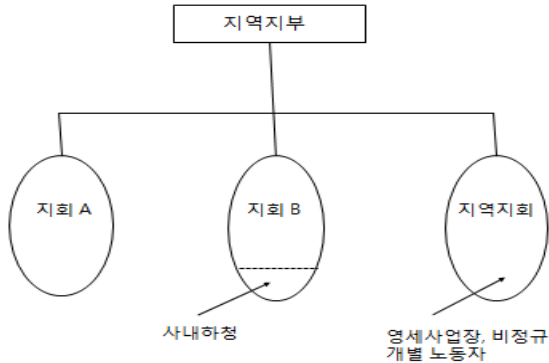 지역지부
지회 A
지회 B
지역지회
사내하청
영세사업장, 비정규
개별 노동자